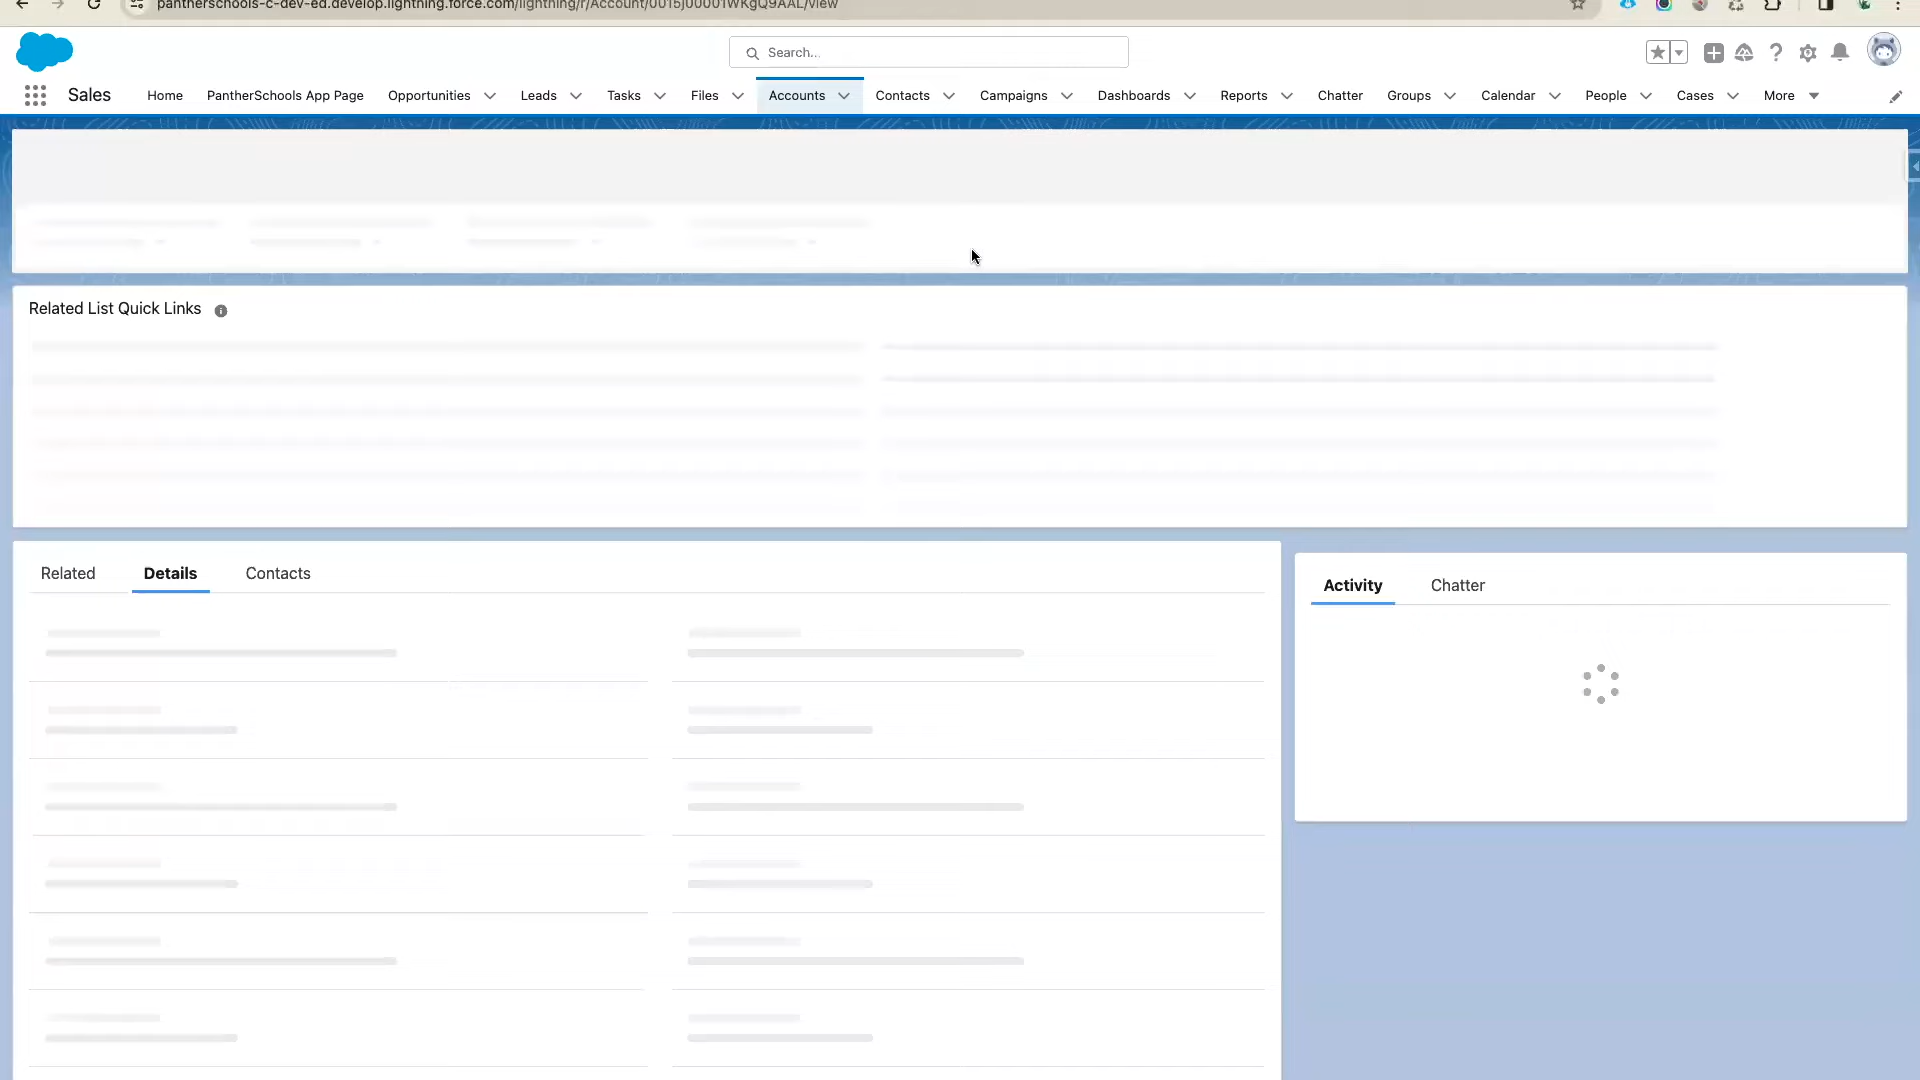 pantherschools-c-dev-ed.develop.lightning.force.com/lightning/r/Account/0015j00001WKgQ9AAL/view
Search...
Sales
Home
PantherSchools App Page
Opportunities
Leads
Tasks
Files
Accounts
Contacts
Campaigns
Dashboards
Reports
Chatter
Groups
Calendar
People
Cases
More
Related List Quick Links
Related
Details
Contacts
Activity
Chatter